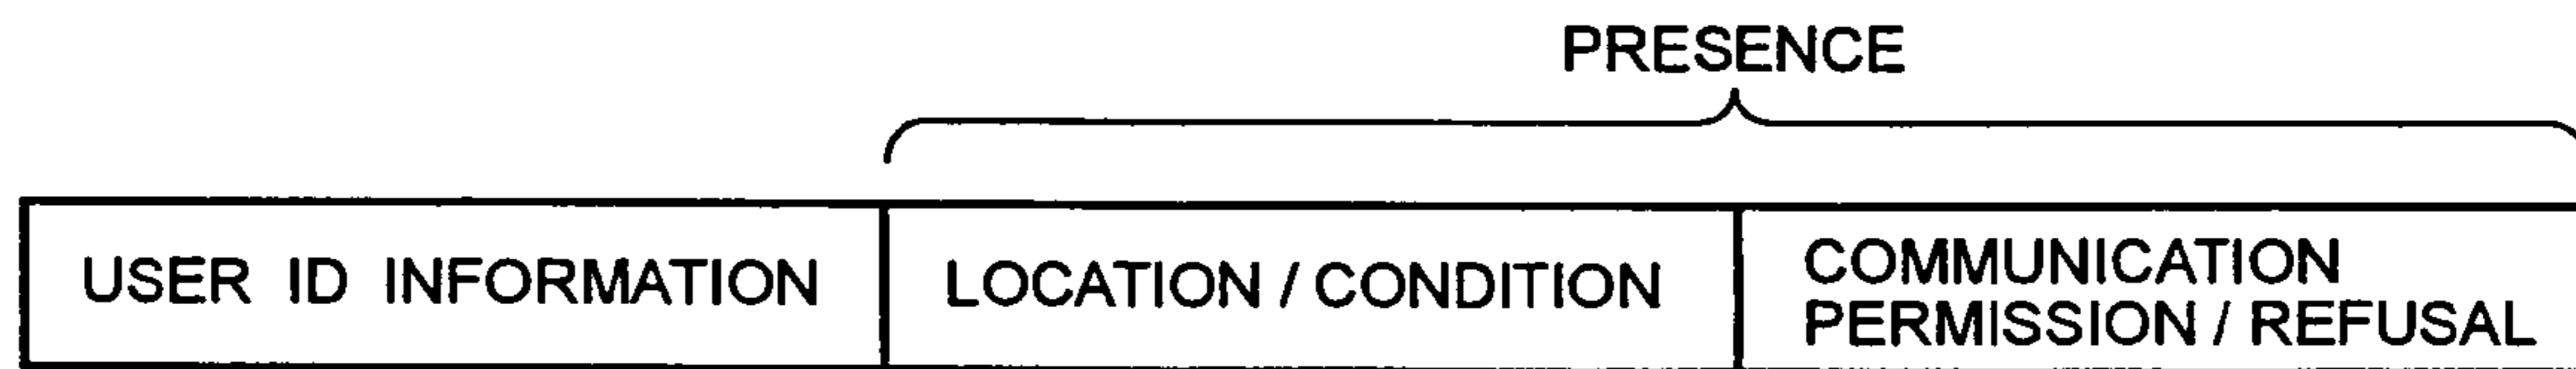 PRESENCE
USER ID INFORMATION
LOCATION / CONDITION
COMMUNICATION
PERMISSION / REFUSAL